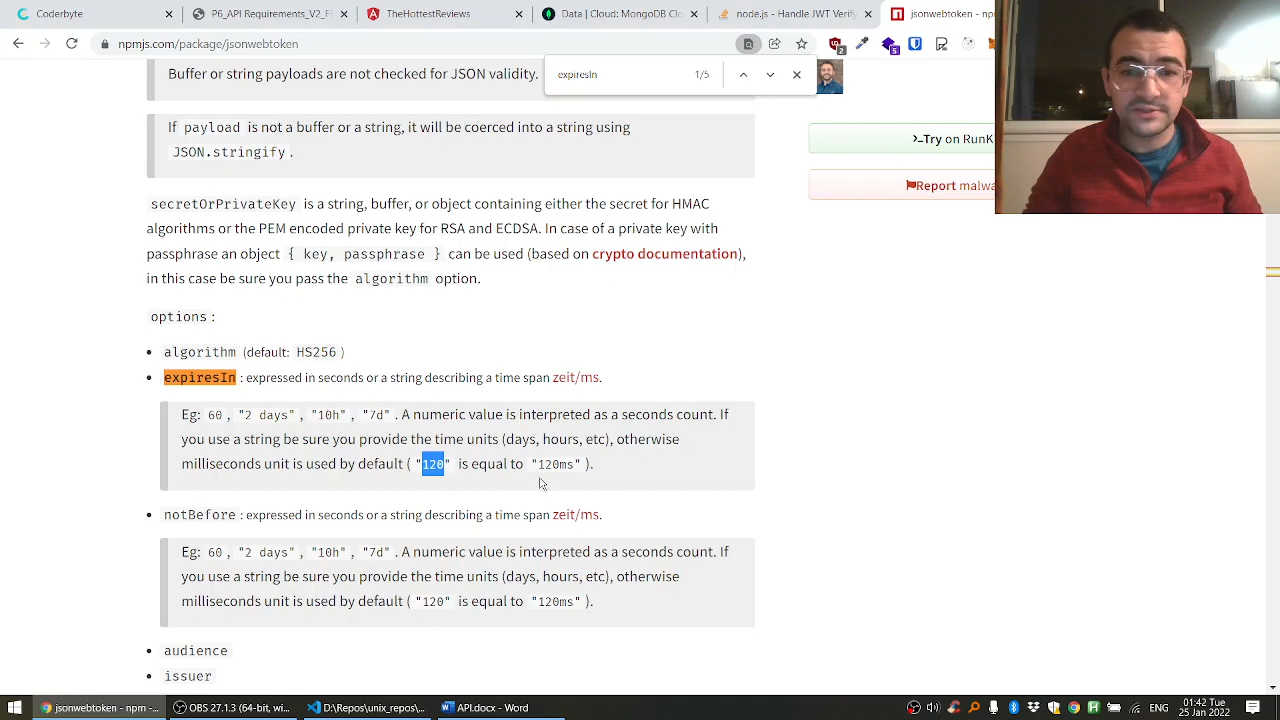 Coderbyte
S_API Requirements_V2_F
TheHottestReviews
Data | Cloud: MongoDB Clo
node.js - Handle JWT Verify
jsonwebtoken - npm
npmjs.com/package/jsonwebtoken
2
5
expiresIn
1/5
Buffer or string payloads are not checked for JSON validity.
If payload is not a buffer or a string, it will be coerced into a string using
JSON.stringify.
>_Try on RunK
Report malwa
secretOrPrivateKey is a string, buffer, or object containing either the secret for HMAC
algorithms or the PEM encoded private key for RSA and ECDSA. In case of a private key with
passphrase an object { key, passphrase } can be used (based on crypto documentation),
in this case be sure you pass the algorithm option.
options:
• algorithm (default: HS256 )
• expiresIn : expressed in seconds or a string describing a time span zeit/ms.
Eg: 60, "2 days", "10h", "7d". A numeric value is interpreted as a seconds count. If
you use a string be sure you provide the time units (days, hours, etc), otherwise
milliseconds unit is used by default ( "120" is equal to "120ms" ).
• notBefore : expressed in seconds or a string describing a time span zeit/ms.
Eg: 60, "2 days", "10h", "7d". A numeric value is interpreted as a seconds count. If
you use a string be sure you provide the time units (days, hours, etc), otherwise
milliseconds unit is used by default ( "120" is equal to "120ms" ).
• audience
• issuer
jsonwebtoken - npm -...
OBS 27.1.3 (64-bit, wi...
D:\Repos\unix_repos\...
API.docx - Word
ENG
01:42 Tue
25 Jan 2022